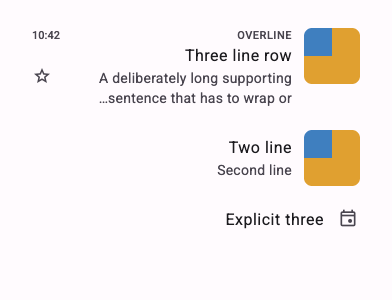 10:42
OVERLINE
Three line row
A deliberately long supporting
…sentence that has to wrap or
Two line
Second line
Explicit three